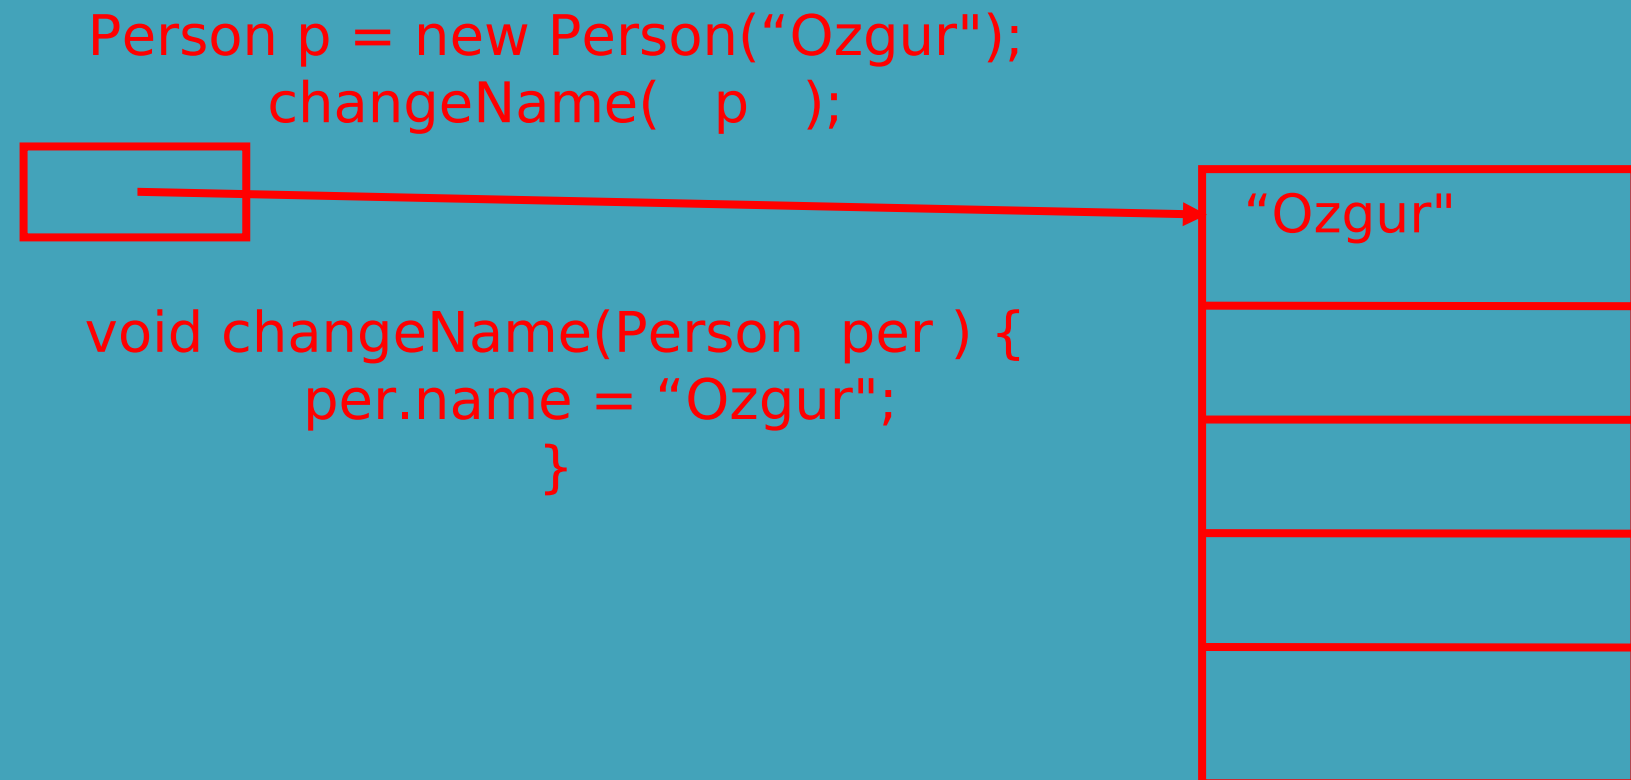 Person p = new Person(“Ozgur");
changeName( p );
“Ozgur"
void changeName(Person per ) {
per.name = “Ozgur";
}